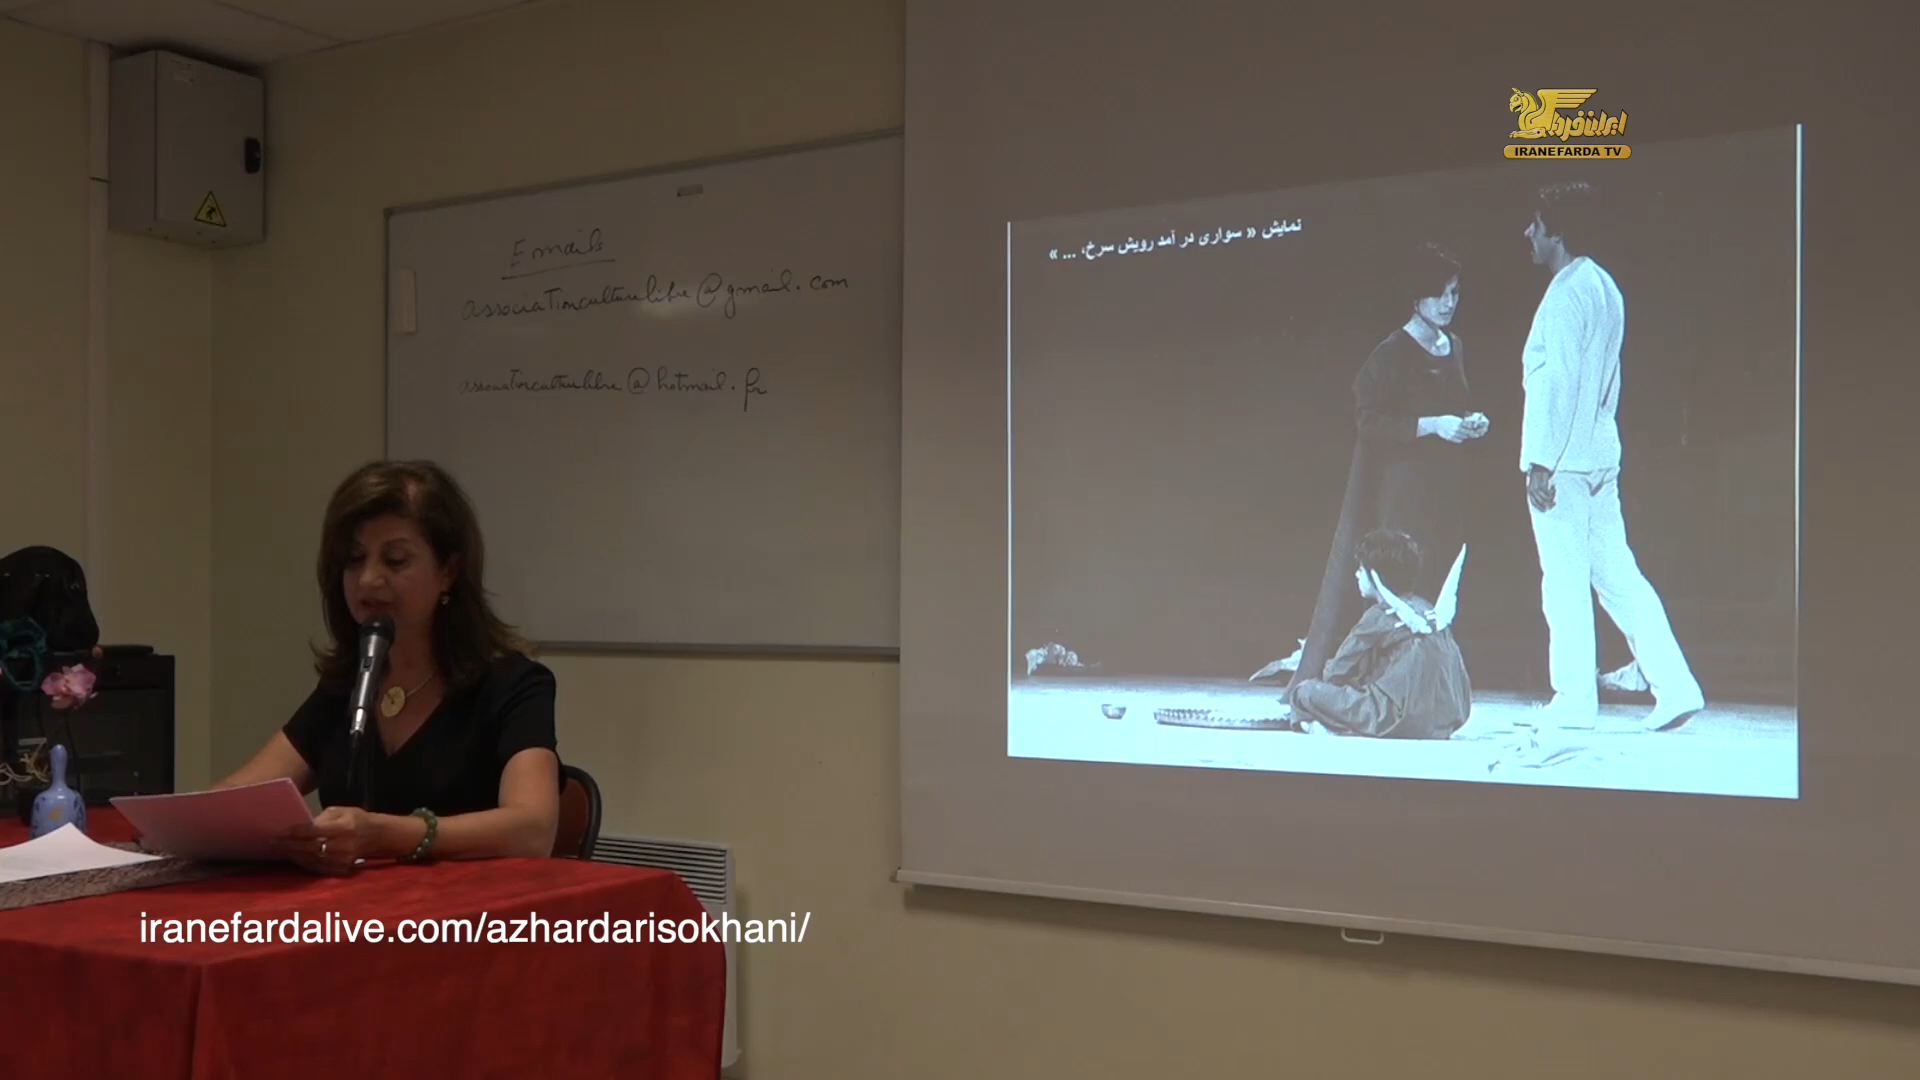 Emails
associationculturelibre@gmail.com
associationculturelibre@hotmail.fr
ایران فردا
IRANEFARDA TV
نمایش « سواری در آمد رویش سرخ، ... »
iranefardalive.com/azhardarisokhani/